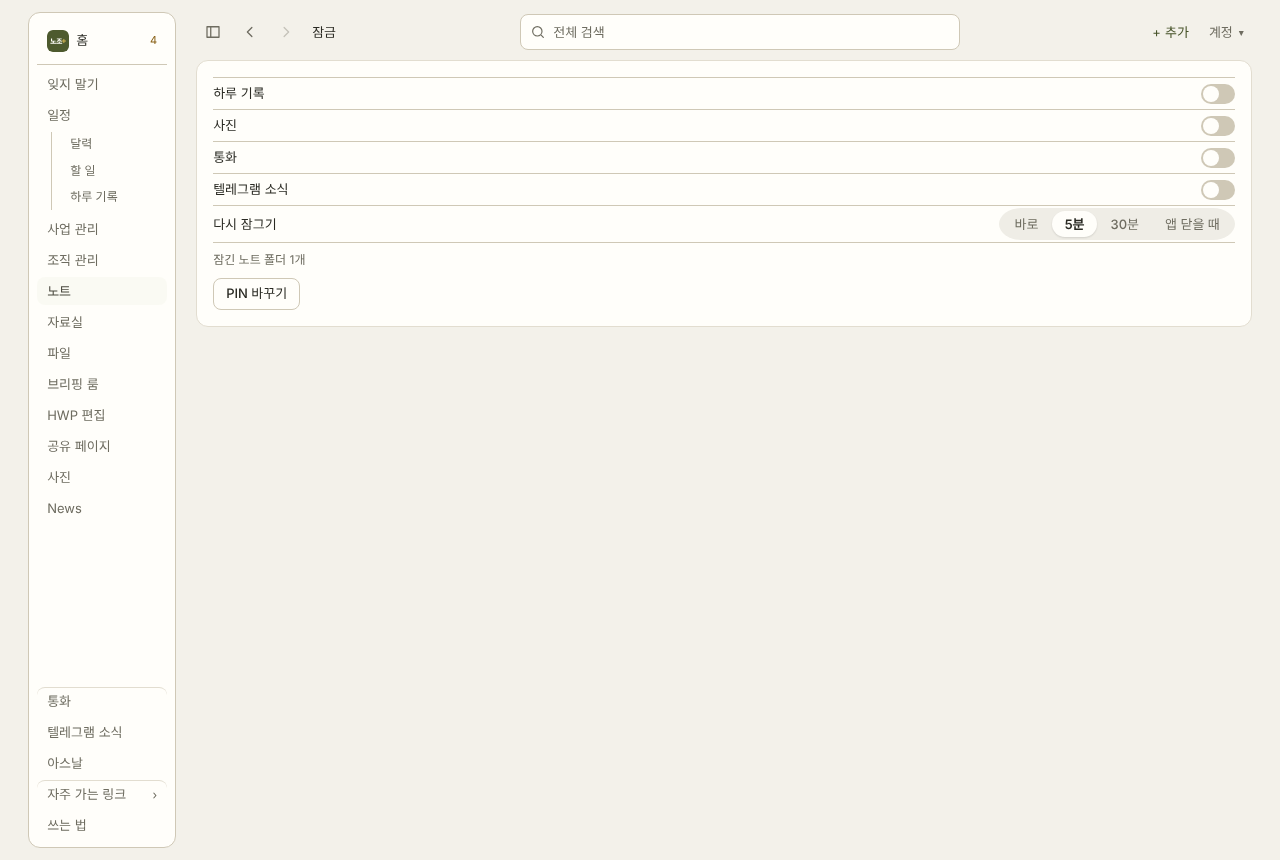 노조+ 홈 4
잊지 말기
일정
달력
할 일
하루 기록
사업 관리
조직 관리
노트
자료실
파일
브리핑 룸
HWP 편집
공유 페이지
사진
News
통화
텔레그램 소식
아스날
자주 가는 링크 ›
쓰는 법
잠금
전체 검색
+ 추가
계정 ▾
하루 기록
사진
통화
텔레그램 소식
다시 잠그기 바로 5분 30분 앱 닫을 때
잠긴 노트 폴더 1개
PIN 바꾸기